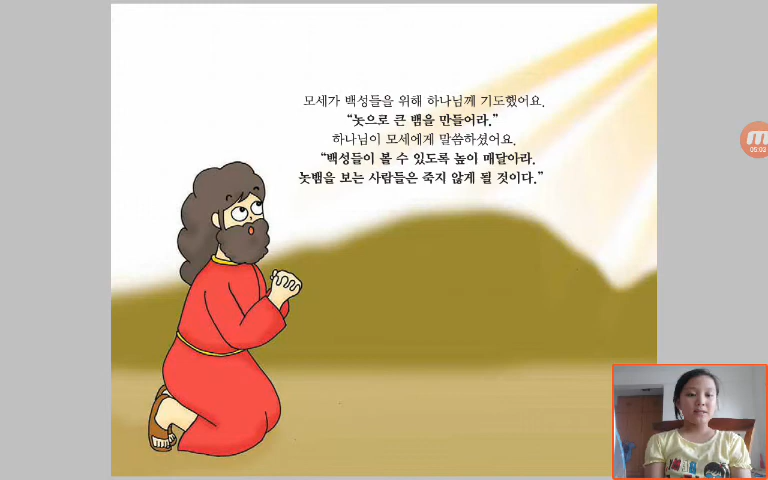 모세가 백성들을 위해 하나님께 기도했어요.
“놋으로 큰 뱀을 만들어라.”
하나님이 모세에게 말씀하셨어요.
“백성들이 볼 수 있도록 높이 매달아라.
놋뱀을 보는 사람들은 죽지 않게 될 것이다.”
05:03